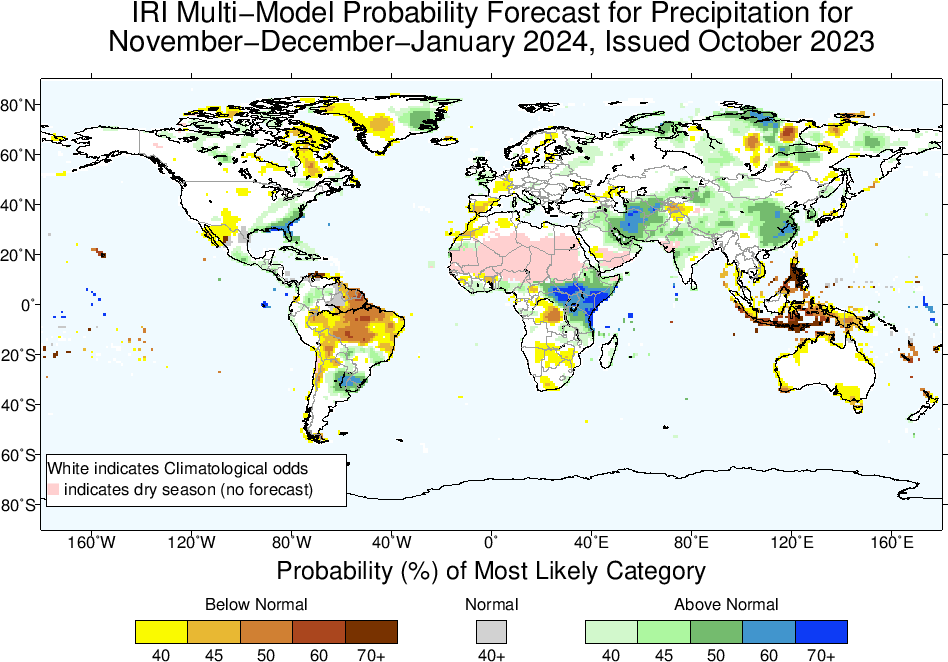 IRI Multi−Model Probability Forecast for Precipitation for
November−December−January 2024, Issued October 2023
80˚N
60˚N
40˚N
20˚N
0˚
20˚S
40˚S
60˚S
80˚S
White indicates Climatological odds
indicates dry season (no forecast)
160˚W 120˚W 80˚W 40˚W 0˚ 40˚E 80˚E 120˚E 160˚E
Probability (%) of Most Likely Category
Below Normal Normal Above Normal
40 45 50 60 70+ 40+ 40 45 50 60 70+